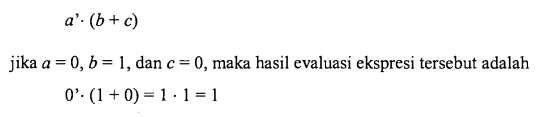 a’· (b + c)
jika a = 0, b = 1, dan c = 0, maka hasil evaluasi ekspresi tersebut adalah
0’· (1 + 0) = 1 · 1 = 1